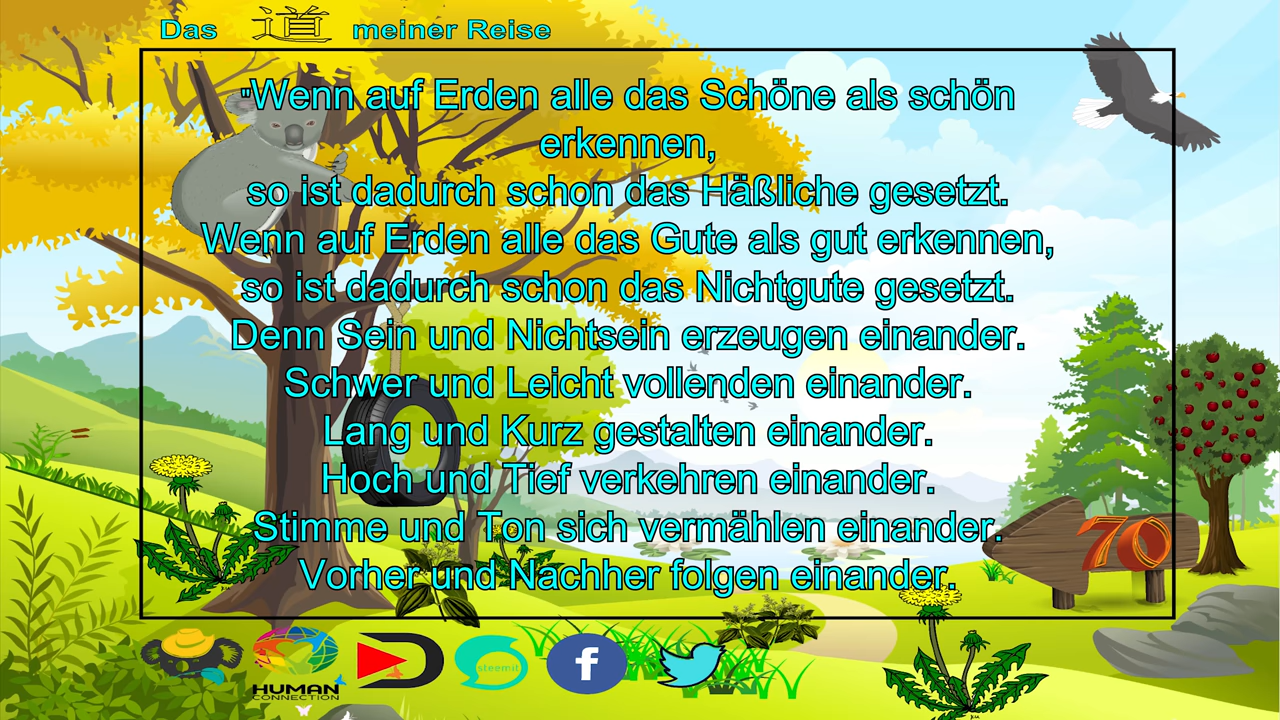 Das 道 meiner Reise
"Wenn auf Erden alle das Schöne als schön
erkennen,
so ist dadurch schon das Häßliche gesetzt.
Wenn auf Erden alle das Gute als gut erkennen,
so ist dadurch schon das Nichtgute gesetzt.
Denn Sein und Nichtsein erzeugen einander.
Schwer und Leicht vollenden einander.
Lang und Kurz gestalten einander.
Hoch und Tief verkehren einander.
Stimme und Ton sich vermählen einander.
Vorher und Nachher folgen einander.
70
HUMAN
CONNECTION
steemit
f